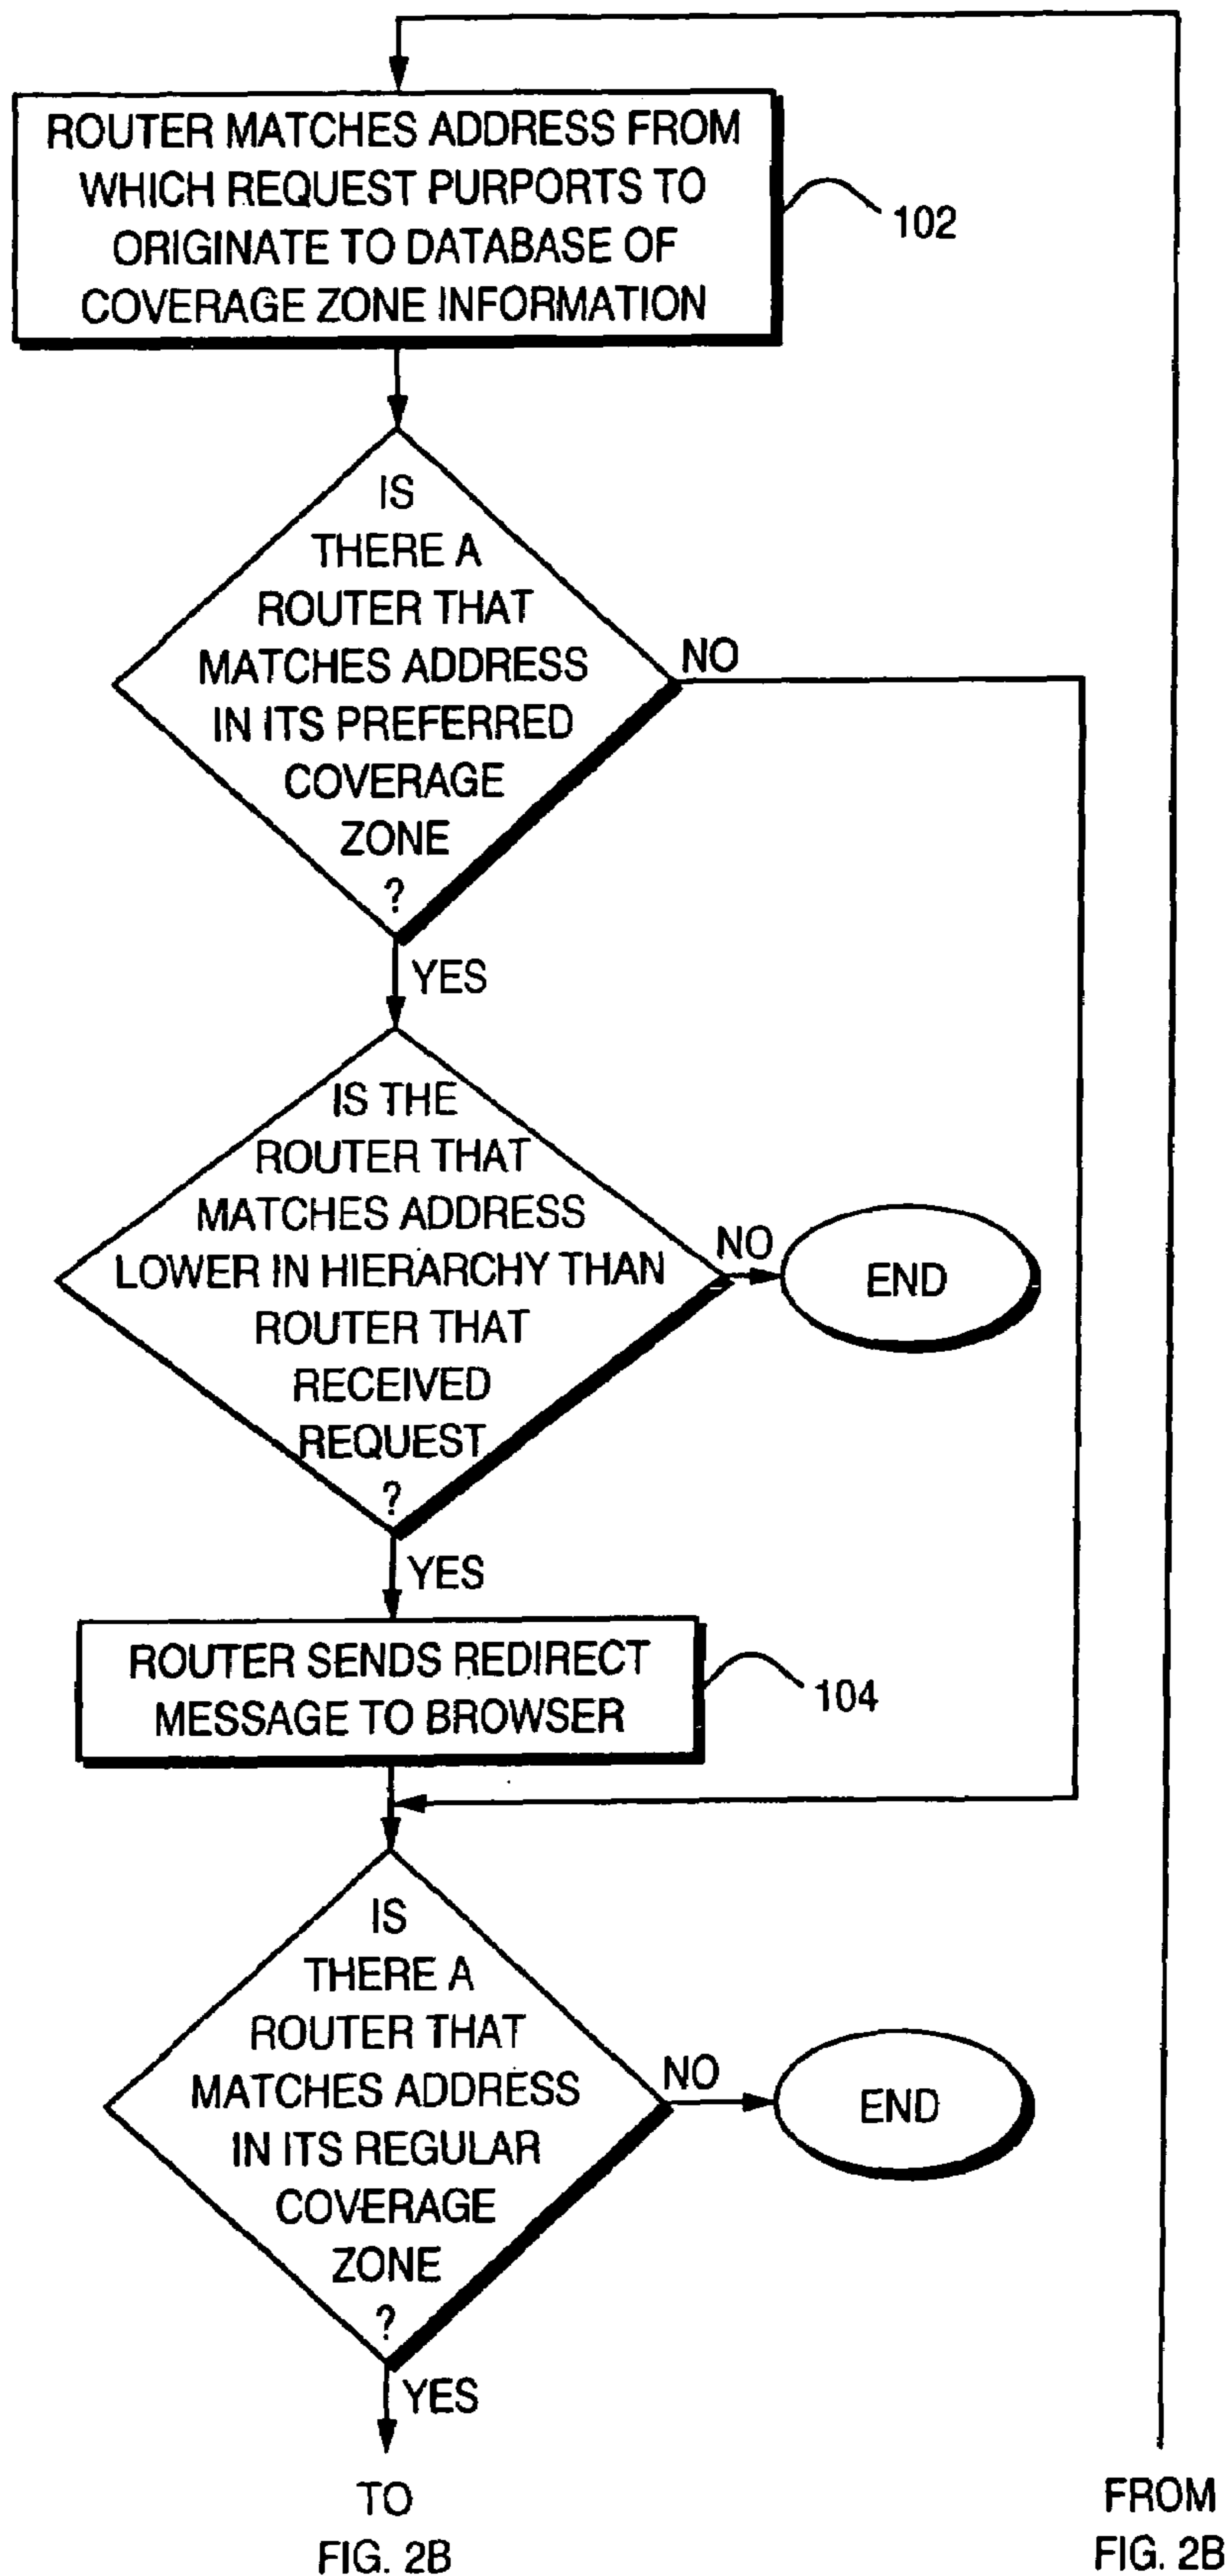 ROUTER MATCHES ADDRESS FROM
WHICH REQUEST PURPORTS TO
ORIGINATE TO DATABASE OF
COVERAGE ZONE INFORMATION
102
IS
THERE A
ROUTER THAT
MATCHES ADDRESS
IN ITS PREFERRED
COVERAGE
ZONE
?
NO
YES
IS THE
ROUTER THAT
MATCHES ADDRESS
LOWER IN HIERARCHY THAN
ROUTER THAT
RECEIVED
REQUEST
?
NO
END
YES
ROUTER SENDS REDIRECT
MESSAGE TO BROWSER
104
IS
THERE A
ROUTER THAT
MATCHES ADDRESS
IN ITS REGULAR
COVERAGE
ZONE
?
NO
END
YES
TO
FIG. 2B
FROM
FIG. 2B